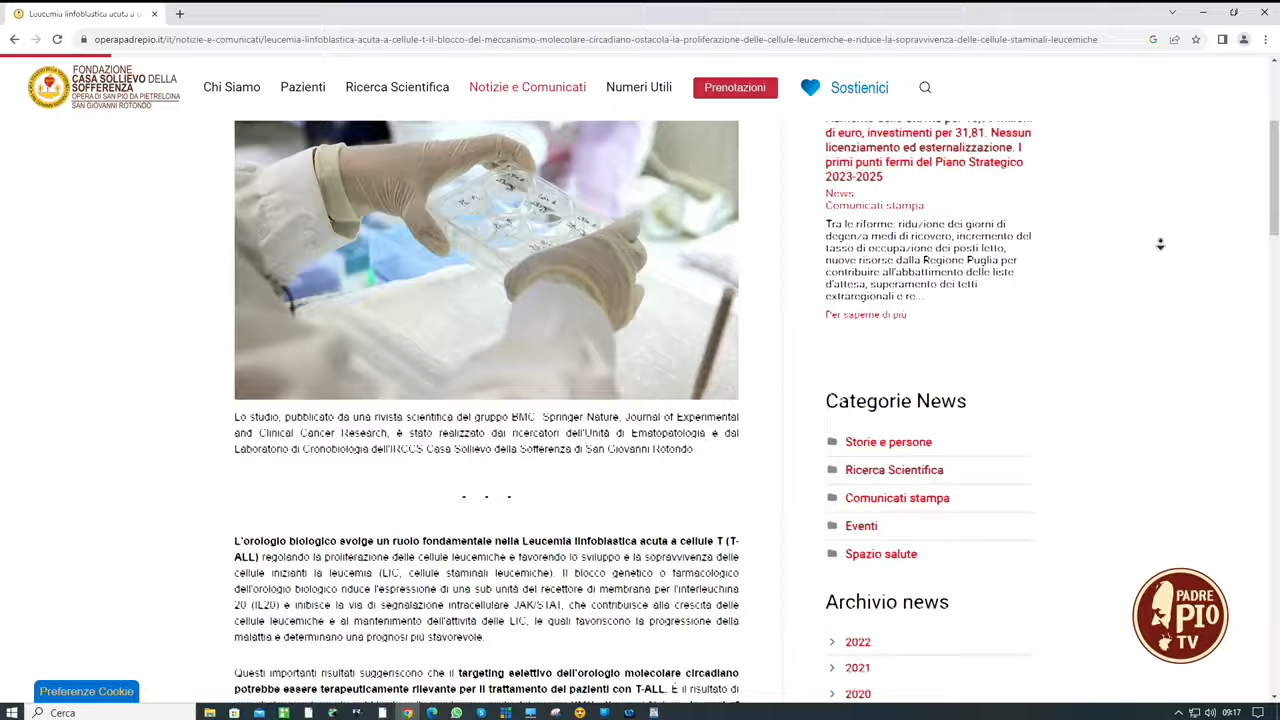 Leucemia linfoblastica acuta a c
operapadrepio.it/it/notizie-e-comunicati/leucemia-linfoblastica-acuta-a-cellule-t-il-blocco-del-meccanismo-molecolare-circadiano-ostacola-la-proliferazione-delle-cellule-leucemiche-e-riduce-la-sopravvivenza-delle-cellule-staminali-leucemiche
FONDAZIONE
CASA SOLLIEVO DELLA
SOFFERENZA
OPERA DI SAN PIO DA PIETRELCINA
SAN GIOVANNI ROTONDO
Chi Siamo
Pazienti
Ricerca Scientifica
Notizie e Comunicati
Numeri Utili
Prenotazioni
Sostienici
Lo studio, pubblicato da una rivista scientifica del gruppo BMC, Springer Nature, Journal of Experimental
and Clinical Cancer Research, è stato realizzato dai ricercatori dell'Unità di Ematopatologia e dal
Laboratorio di Cronobiologia dell'IRCCS Casa Sollievo della Sofferenza di San Giovanni Rotondo
- - -
L'orologio biologico svolge un ruolo fondamentale nella Leucemia linfoblastica acuta a cellule T (T-
ALL) regolando la proliferazione delle cellule leucemiche e favorendo lo sviluppo e la sopravvivenza delle
cellule inizianti la leucemia (LIC, cellule staminali leucemiche). Il blocco genetico o farmacologico
dell'orologio biologico riduce l'espressione di una sub unità del recettore di membrana per l'interleuchina
20 (IL20) e inibisce la via di segnalazione intracellulare JAK/STAT, che contribuisce alla crescita delle
cellule leucemiche e al mantenimento dell'attività delle LIC, le quali favoriscono la progressione della
malattia e determinano una prognosi più sfavorevole.
Questi importanti risultati suggeriscono che il targeting selettivo dell'orologio molecolare circadiano
potrebbe essere terapeuticamente rilevante per il trattamento dei pazienti con T-ALL. È il risultato di
di euro, investimenti per 31,81. Nessun
licenziamento ed esternalizzazione. I
primi punti fermi del Piano Strategico
2023-2025
News
Comunicati stampa
Tra le riforme: riduzione dei giorni di
degenza medi di ricovero, incremento del
tasso di occupazione dei posti letto,
nuove risorse dalla Regione Puglia per
contribuire all'abbattimento delle liste
d'attesa, superamento dei tetti
extraregionali e re...
Per saperne di più
Categorie News
Storie e persone
Ricerca Scientifica
Comunicati stampa
Eventi
Spazio salute
Archivio news
2022
2021
2020
PADRE
PIO
TV
Preferenze Cookie
Cerca
09:17